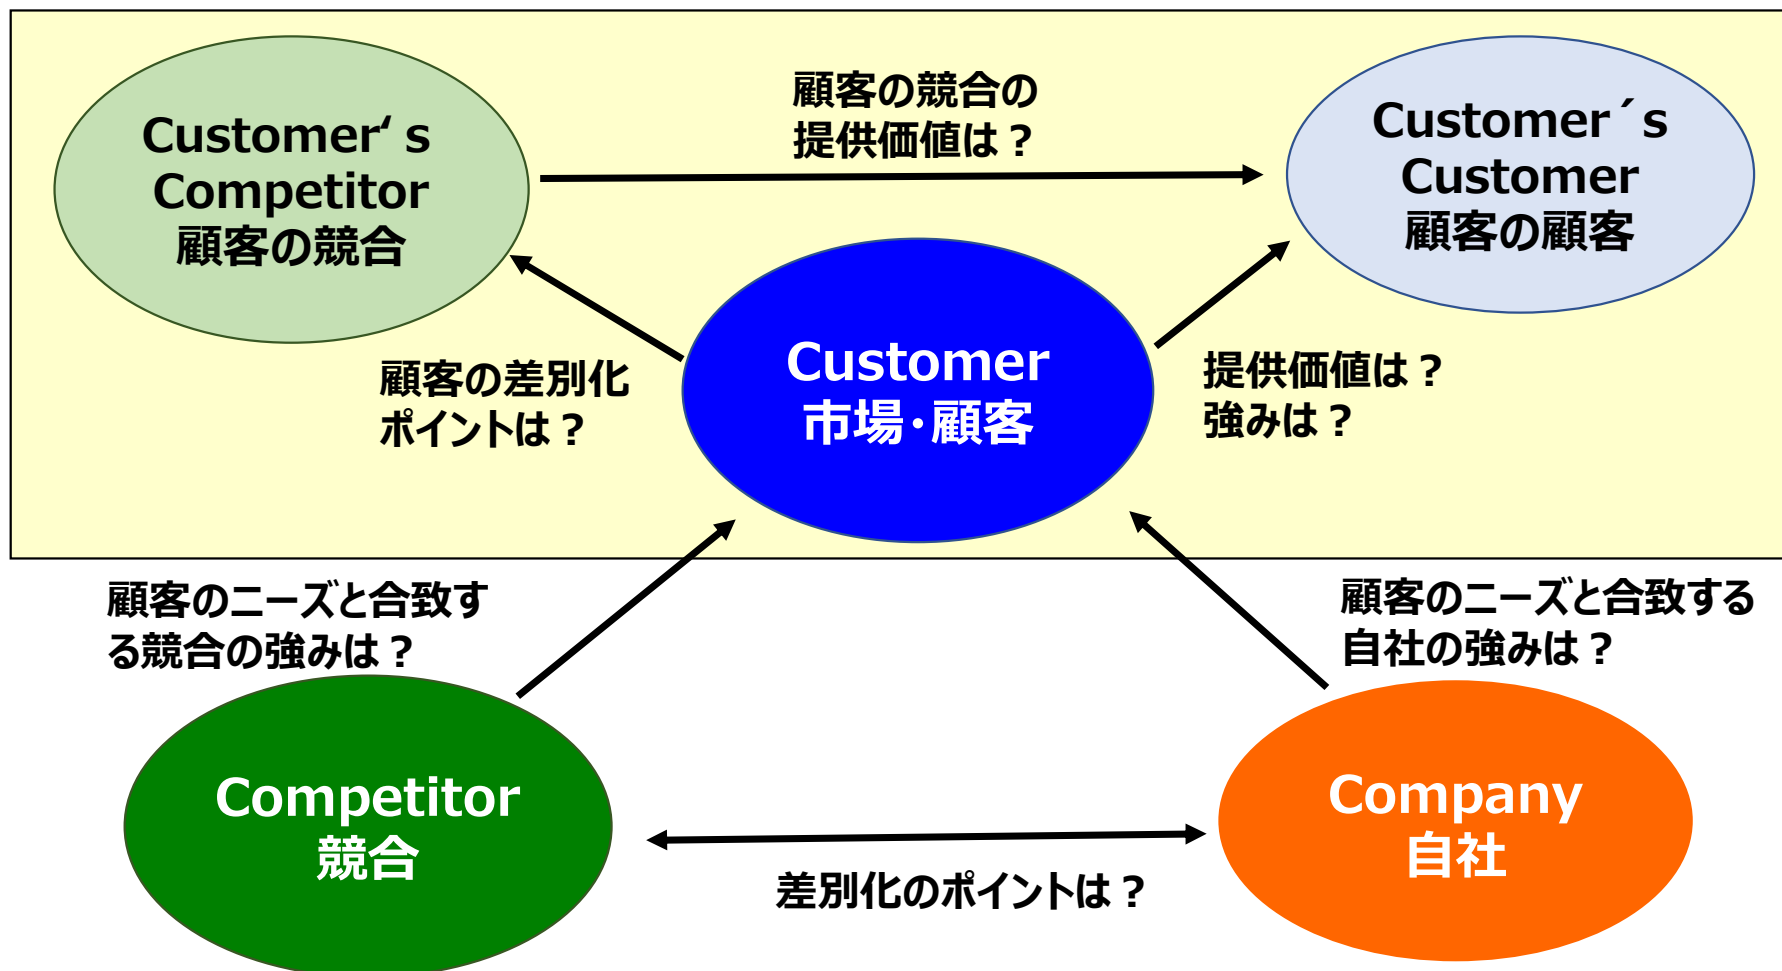 顧客の競合の
提供価値は？
Customer‘s
Competitor
顧客の競合
Customer´s
Customer
顧客の顧客
顧客の差別化
ポイントは？
Customer
市場・顧客
提供価値は？
強みは？
顧客のニーズと合致す
る競合の強みは？
顧客のニーズと合致する
自社の強みは？
Competitor
競合
Company
自社
差別化のポイントは？